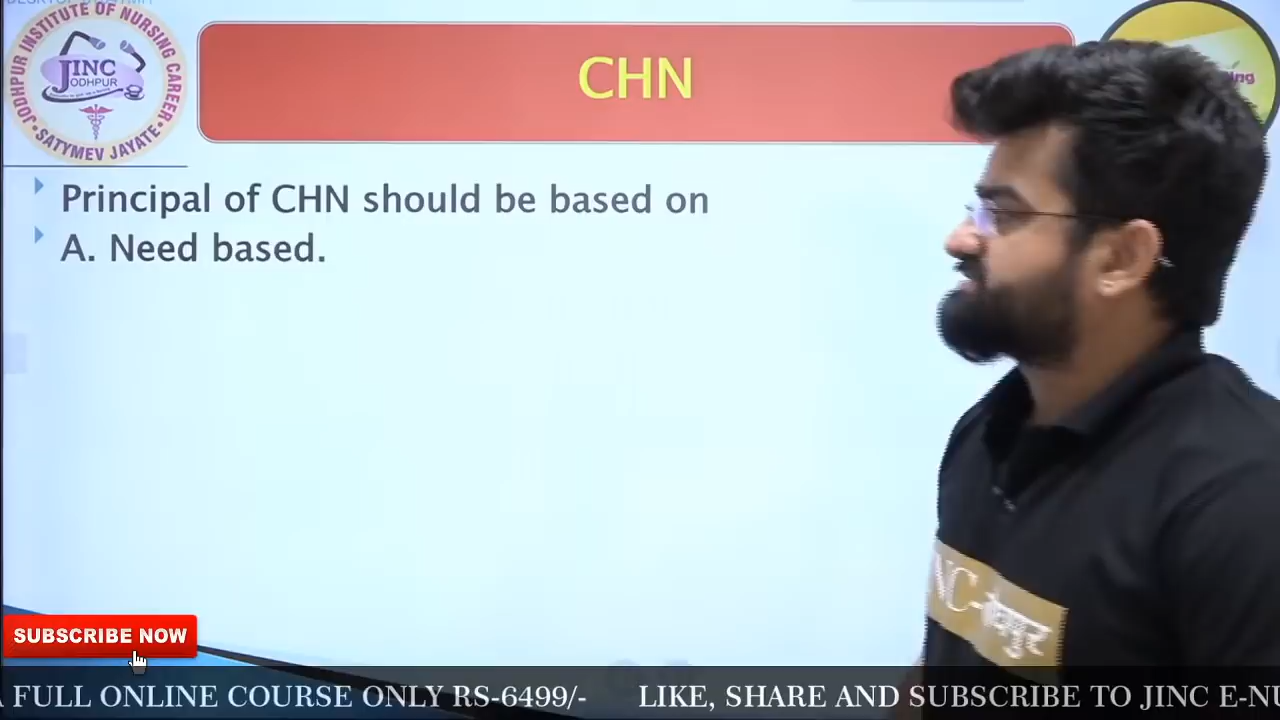 JODHPUR INSTITUTE OF NURSING CAREER
JINC
JODHPUR
SATYMEV JAYATE
CHN
Principal of CHN should be based on
A. Need based.
SUBSCRIBE NOW
FULL ONLINE COURSE ONLY RS-6499/- LIKE, SHARE AND SUBSCRIBE TO JINC